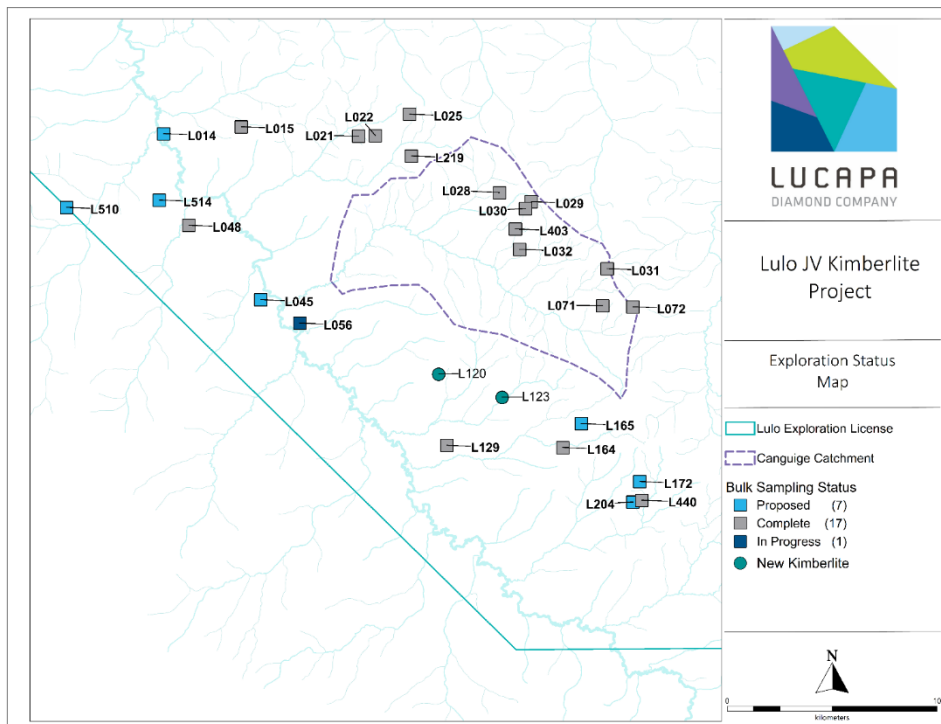 L025
L022
L015
L021
L014
L219
L028
L029
L514
L510
L030
L048
L403
L032
L031
L045
L071
L072
L056
L120
L123
L165
L129
L164
L172
L204
L440
LUCAPA
DIAMOND COMPANY
Lulo JV Kimberlite
Project
Exploration Status
Map
Lulo Exploration License
Canguige Catchment
Bulk Sampling Status
Proposed (7)
Complete (17)
In Progress (1)
New Kimberlite
N
0 10
kilometers